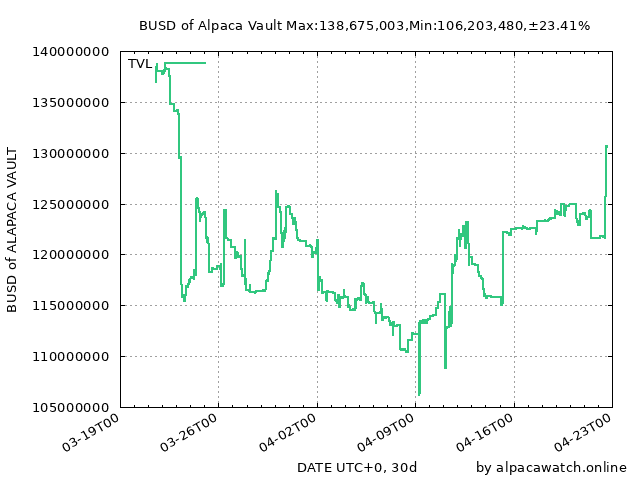 BUSD of Alpaca Vault Max:138,675,003,Min:106,203,480,±23.41%
TVL
140000000
135000000
130000000
125000000
120000000
115000000
110000000
105000000
BUSD of ALAPACA VAULT
03-19T00
03-26T00
04-02T00
04-09T00
04-16T00
04-23T00
DATE UTC+0, 30d
by alpacawatch.online